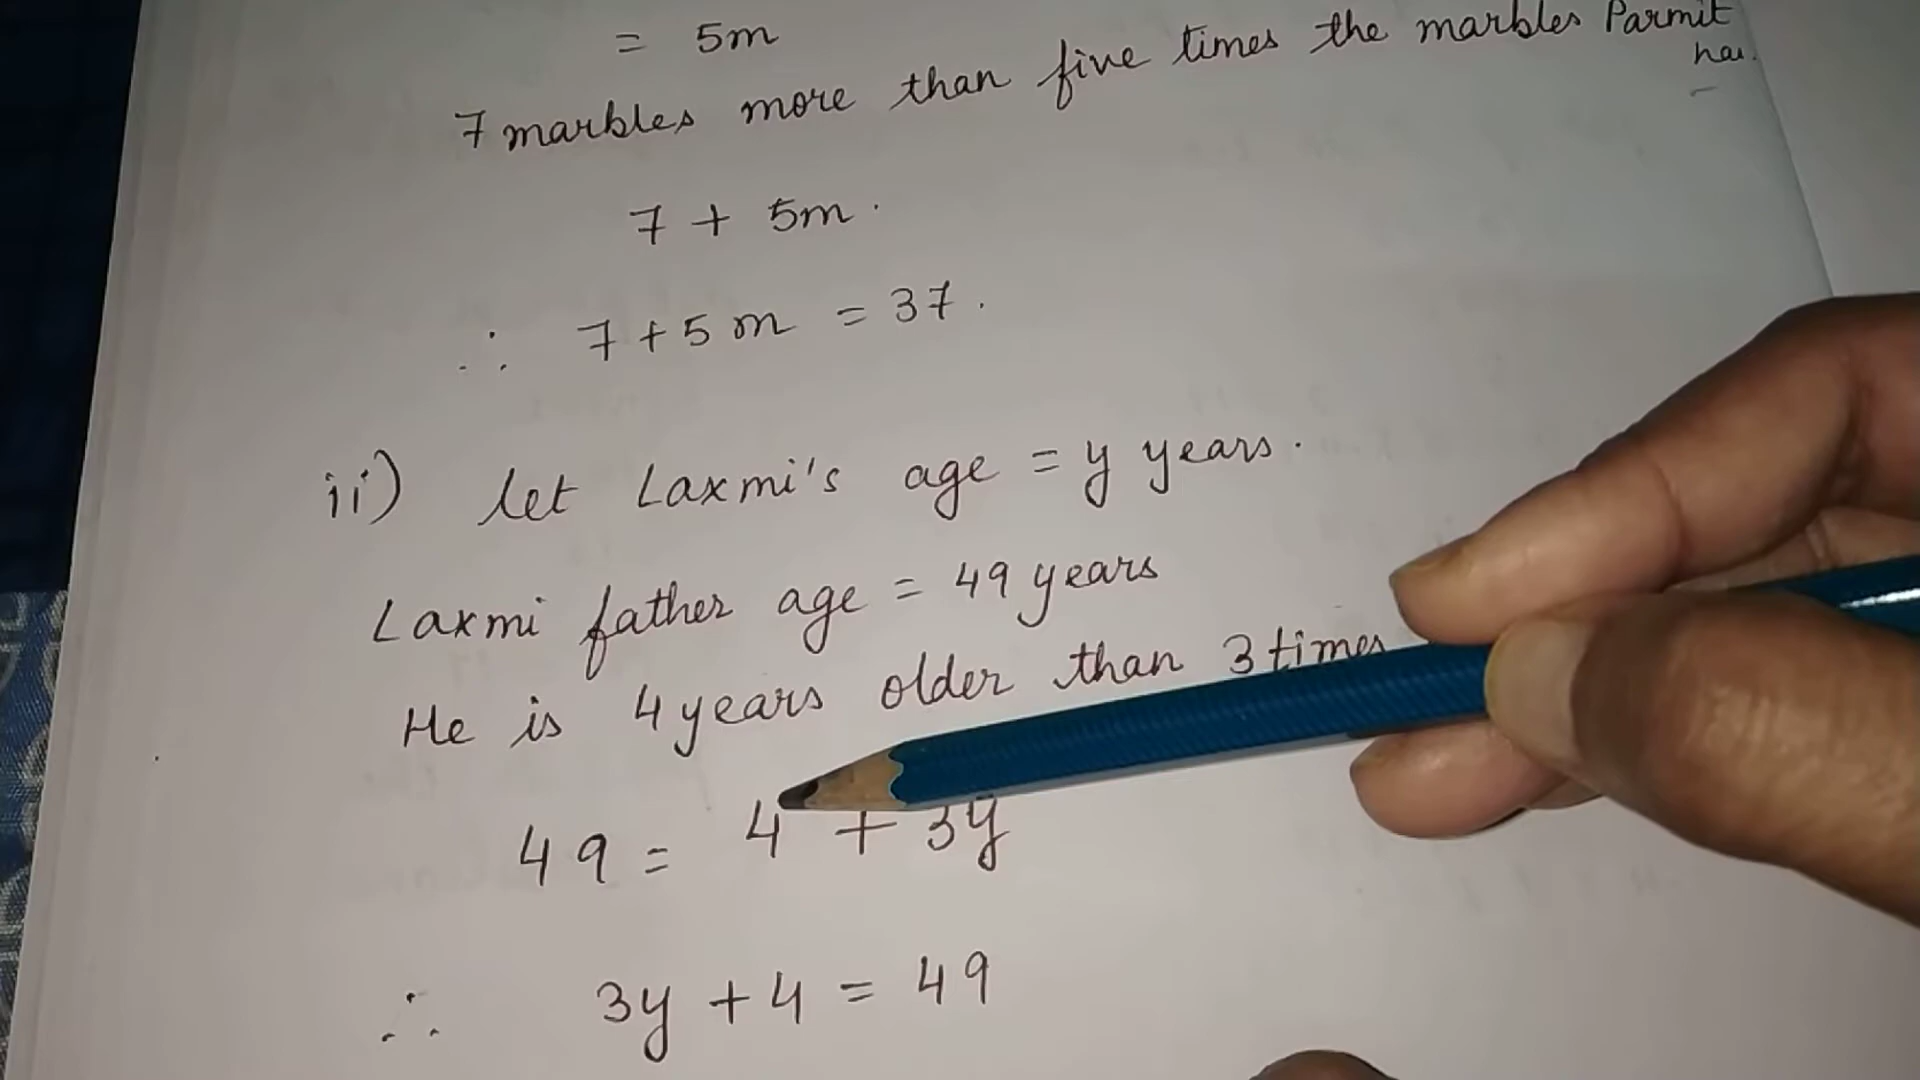 = 5m
7 marbles more than five times the marbles Parmit
has.
7 + 5m.
∴ 7 + 5m = 37.
ii) let Laxmi's age = y years.
Laxmi father age = 49 years
He is 4 years older than 3 times
49 = 4 + 3y
∴ 3y + 4 = 49